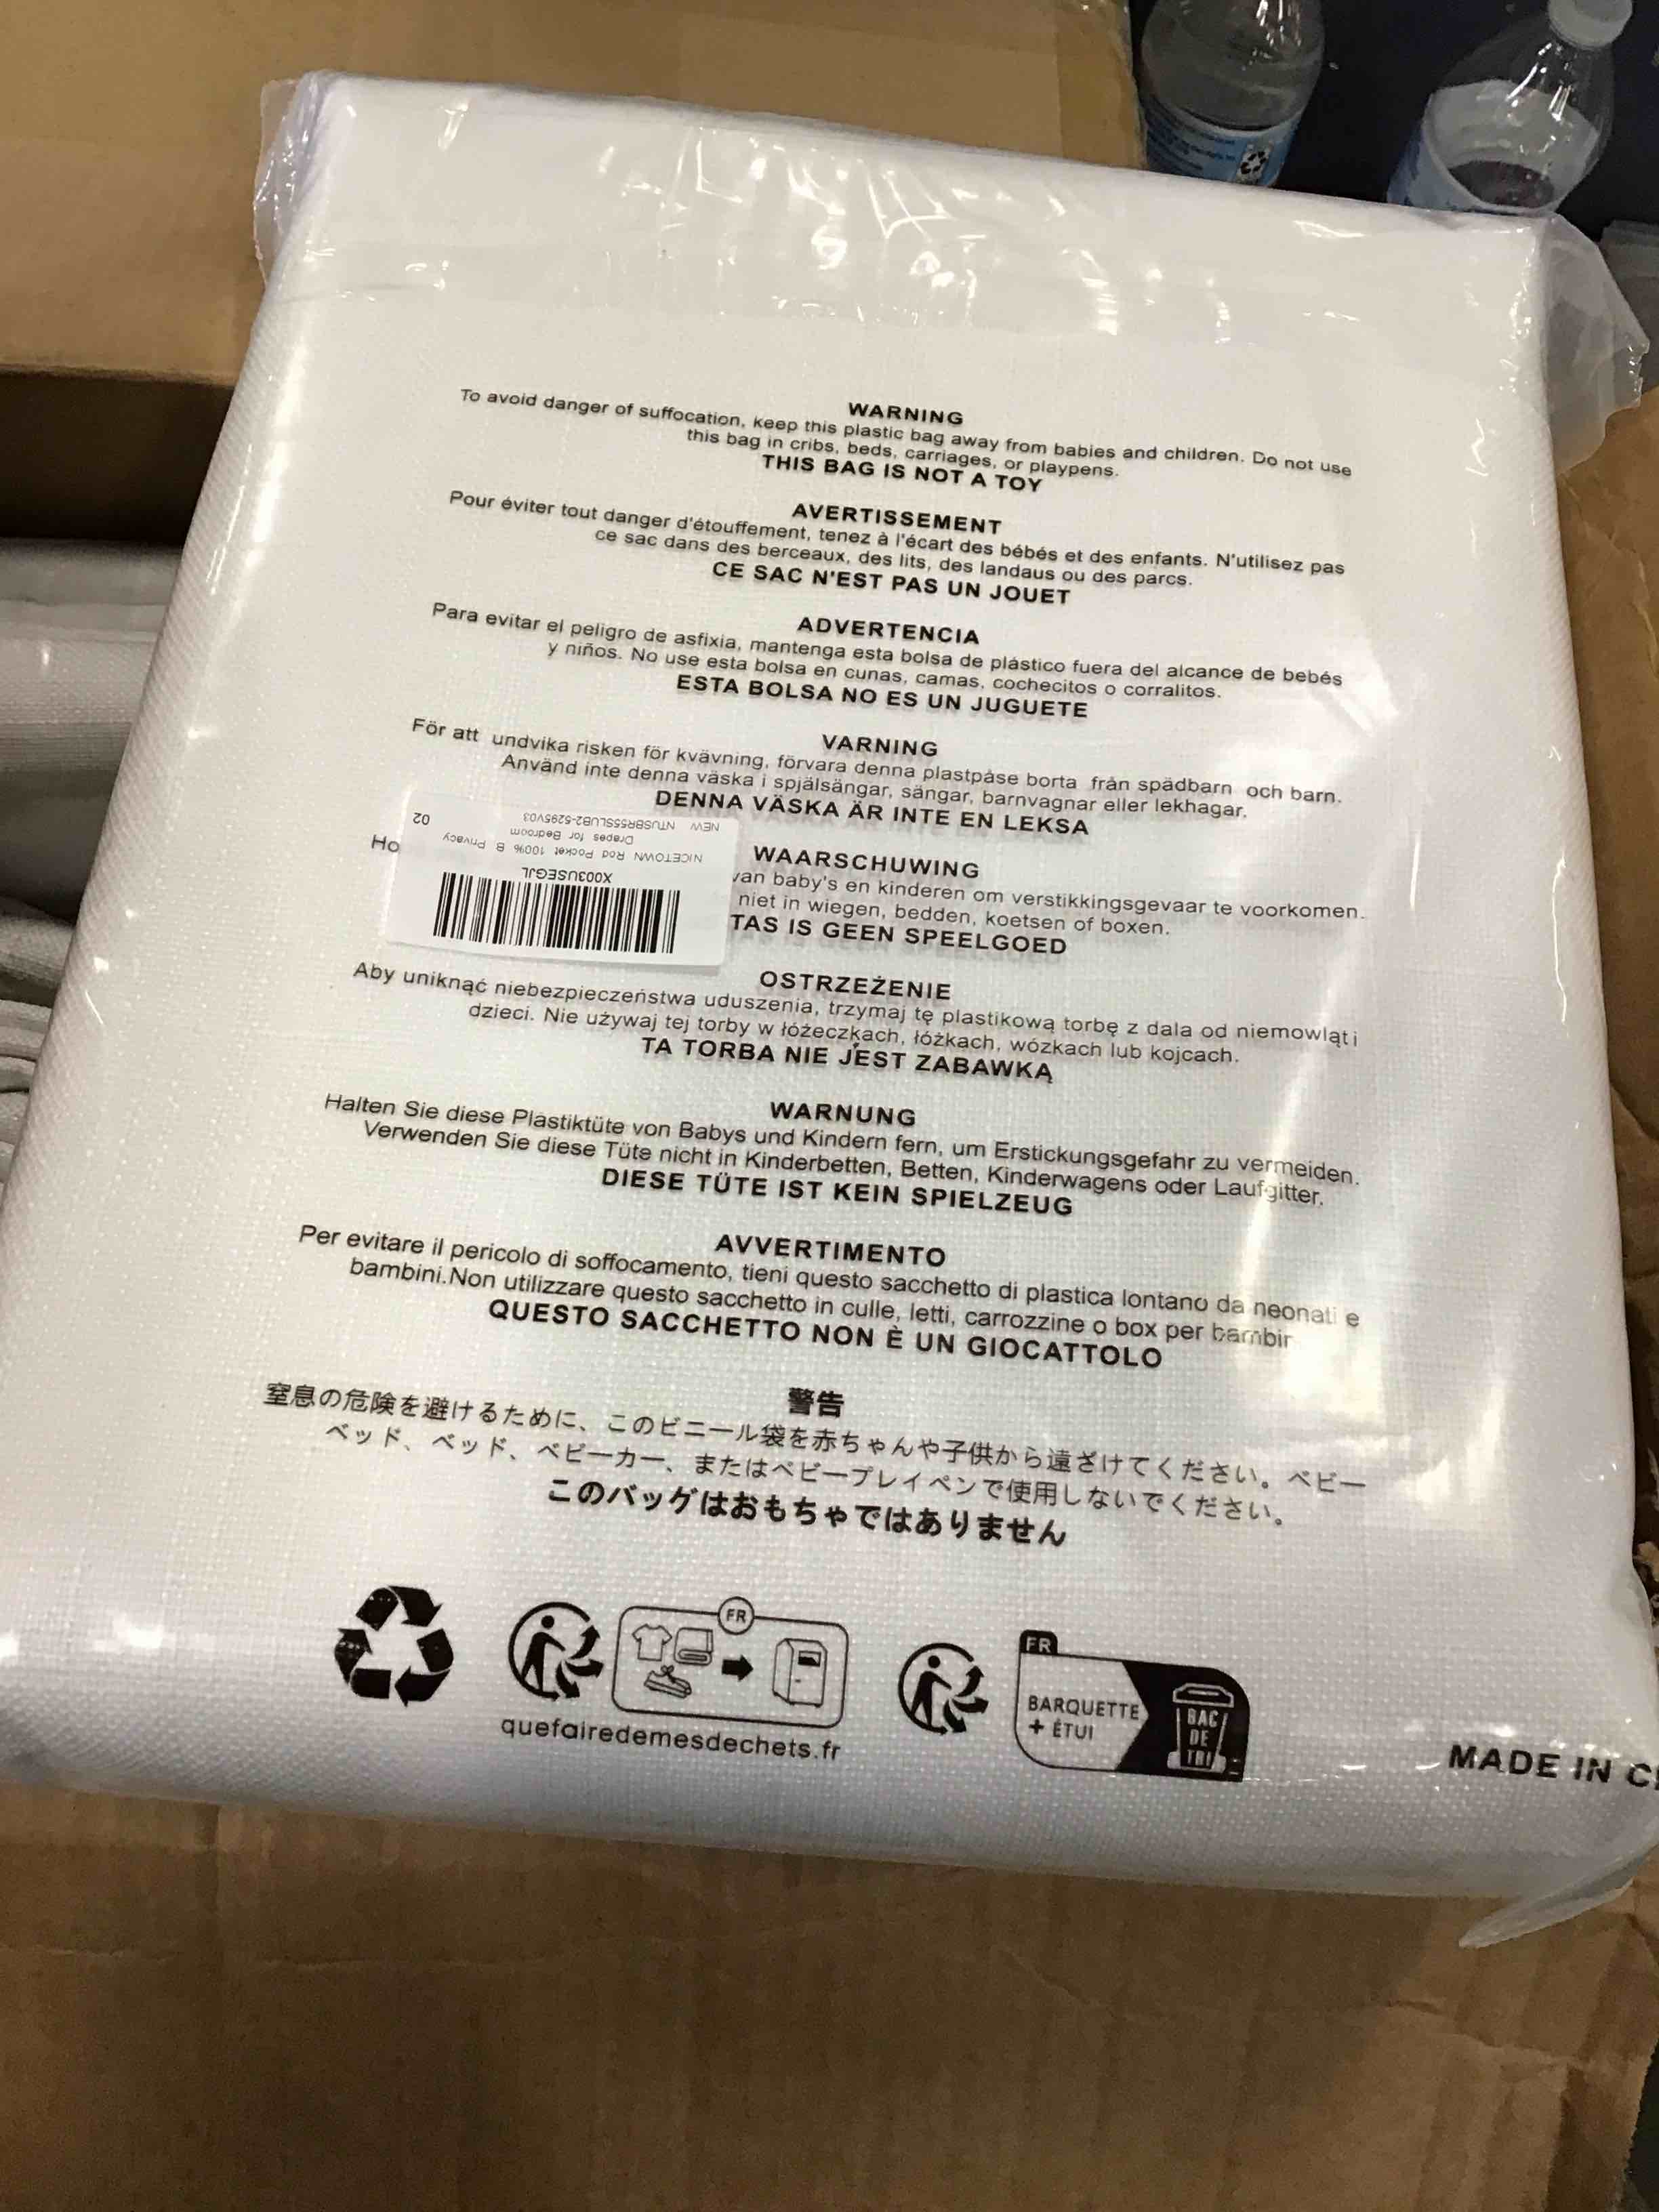 WARNING
To avoid danger of suffocation, keep this plastic bag away from babies and children. Do not use
this bag in cribs, beds, carriages, or playpens.
THIS BAG IS NOT A TOY
AVERTISSEMENT
Pour éviter tout danger d'étouffement, tenez à l'écart des bébés et des enfants. N'utilisez pas
ce sac dans des berceaux, des lits, des landaus ou des parcs.
CE SAC N'EST PAS UN JOUET
ADVERTENCIA
Para evitar el peligro de asfixia, mantenga esta bolsa de plástico fuera del alcance de bebés
y niños. No use esta bolsa en cunas, camas, cochecitos o corralitos.
ESTA BOLSA NO ES UN JUGUETE
VARNING
För att undvika risken för kvävning, förvara denna plastpåse borta från spädbarn och barn.
Använd inte denna väska i spjälsängar, sängar, barnvagnar eller lekhagar.
DENNA VÄSKA ÄR INTE EN LEKSA
WAARSCHUWING
Ho van baby's en kinderen om verstikkingsgevaar te voorkomen.
niet in wiegen, bedden, koetsen of boxen.
TAS IS GEEN SPEELGOED
X003USEGJL
NICETOWN Rod Pocket 100% B Privacy
Drapes for Bedroom
NEW NTUSBR55SLUB2-5295V03
02
OSTRZEŻENIE
Aby uniknąć niebezpieczeństwa uduszenia, trzymaj tę plastikową torbę z dala od niemowląt i
dzieci. Nie używaj tej torby w łóżeczkach, łóżkach, wózkach lub kojcach.
TA TORBA NIE JEST ZABAWKĄ
WARNUNG
Halten Sie diese Plastiktüte von Babys und Kindern fern, um Erstickungsgefahr zu vermeiden.
Verwenden Sie diese Tüte nicht in Kinderbetten, Betten, Kinderwagens oder Laufgitter.
DIESE TÜTE IST KEIN SPIELZEUG
AVVERTIMENTO
Per evitare il pericolo di soffocamento, tieni questo sacchetto di plastica lontano da neonati e
bambini.Non utilizzare questo sacchetto in culle, letti, carrozzine o box per bambin
QUESTO SACCHETTO NON È UN GIOCATTOLO
警告
窒息の危険を避けるために、このビニール袋を赤ちゃんや子供から遠ざけてください。ベビー
ベッド、ベッド、ベビーカー、またはベビープレイペンで使用しないでください。
このバッグはおもちゃではありません
FR
quefairedemesdechets.fr
FR
BARQUETTE
+ ÉTUI
BAC
DE
TRI
MADE IN C